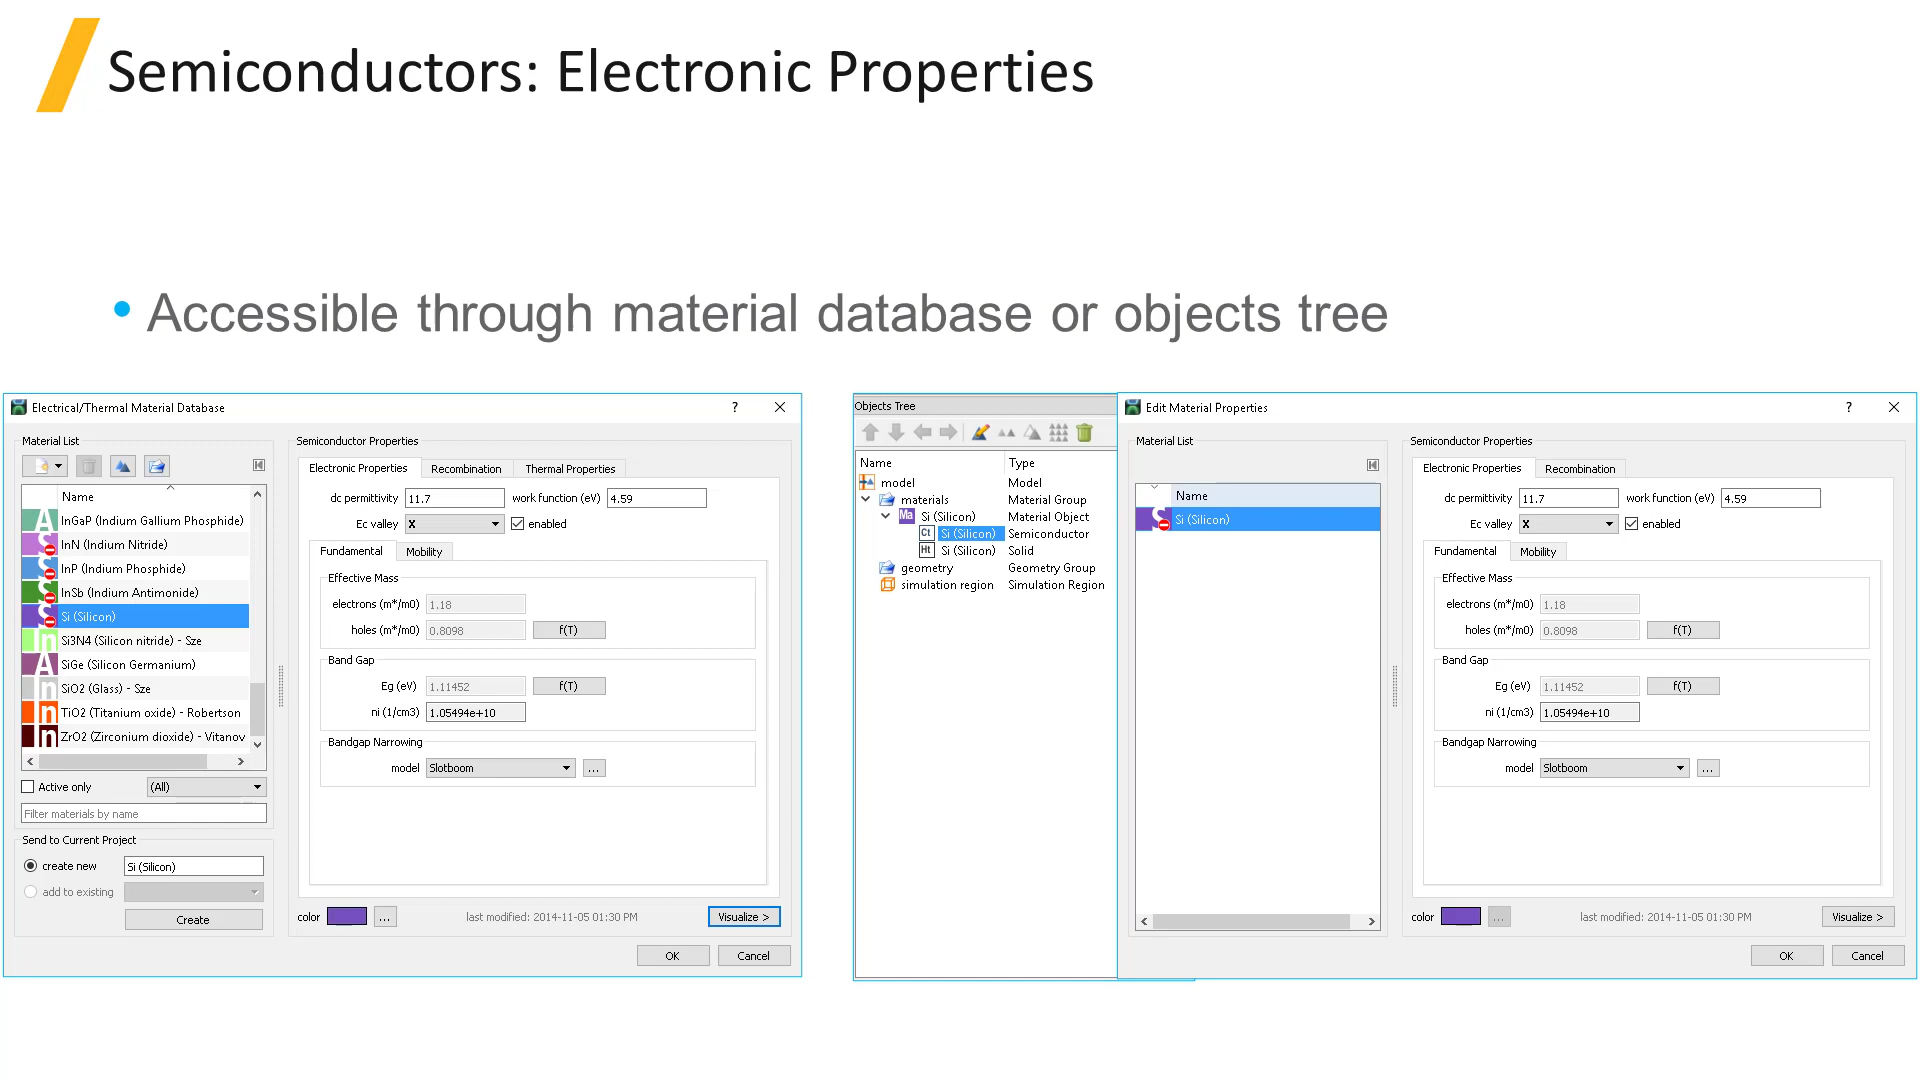 Semiconductors: Electronic Properties
• Accessible through material database or objects tree
Electrical/Thermal Material Database
?
Material List
Name
InGaP (Indium Gallium Phosphide)
InN (Indium Nitride)
InP (Indium Phosphide)
InSb (Indium Antimonide)
Si (Silicon)
Si3N4 (Silicon nitride) - Sze
SiGe (Silicon Germanium)
SiO2 (Glass) - Sze
TiO2 (Titanium oxide) - Robertson
ZrO2 (Zirconium dioxide) - Vitanov
Active only
(All)
Filter materials by name
Send to Current Project
create new
Si (Silicon)
add to existing
Create
Semiconductor Properties
Electronic Properties
Recombination
Thermal Properties
dc permittivity 11.7 work function (eV) 4.59
Ec valley X enabled
Fundamental
Mobility
Effective Mass
electrons (m*/m0) 1.18
holes (m*/m0) 0.8098 f(T)
Band Gap
Eg (eV) 1.11452 f(T)
ni (1/cm3) 1.05494e+10
Bandgap Narrowing
model Slotboom ...
color ... last modified: 2014-11-05 01:30 PM Visualize >
OK Cancel
Objects Tree
Name Type
model Model
materials Material Group
Ma Si (Silicon) Material Object
Ct Si (Silicon) Semiconductor
Ht Si (Silicon) Solid
geometry Geometry Group
simulation region Simulation Region
Edit Material Properties
?
Material List
Name
Si (Silicon)
Semiconductor Properties
Electronic Properties
Recombination
dc permittivity 11.7 work function (eV) 4.59
Ec valley X enabled
Fundamental
Mobility
Effective Mass
electrons (m*/m0) 1.18
holes (m*/m0) 0.8098 f(T)
Band Gap
Eg (eV) 1.11452 f(T)
ni (1/cm3) 1.05494e+10
Bandgap Narrowing
model Slotboom ...
color ... last modified: 2014-11-05 01:30 PM Visualize >
OK Cancel